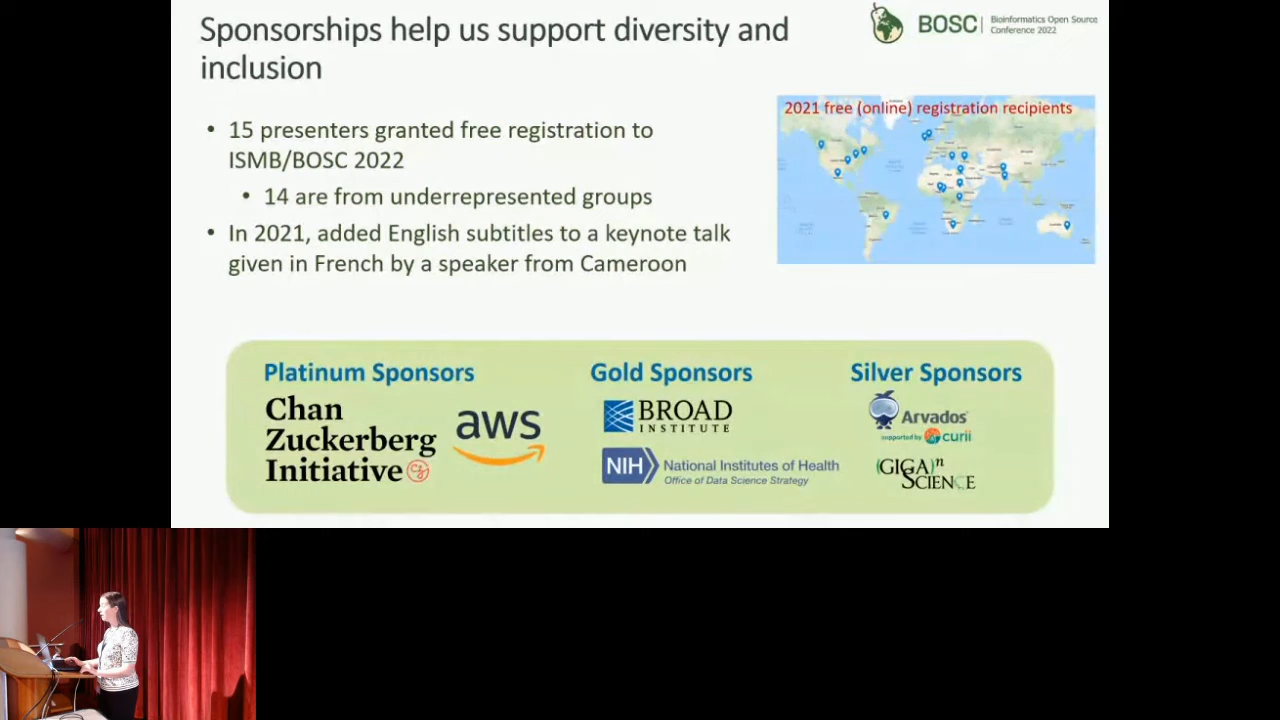 Sponsorships help us support diversity and
inclusion
BOSC
Bioinformatics Open Source
Conference 2022
2021 free (online) registration recipients
• 15 presenters granted free registration to
ISMB/BOSC 2022
• 14 are from underrepresented groups
• In 2021, added English subtitles to a keynote talk
given in French by a speaker from Cameroon
Platinum Sponsors
Chan
Zuckerberg
Initiative
aws
Gold Sponsors
BROAD
INSTITUTE
NIH National Institutes of Health
Office of Data Science Strategy
Silver Sponsors
Arvados
supported by curii
(GIGA)n
SCIENCE